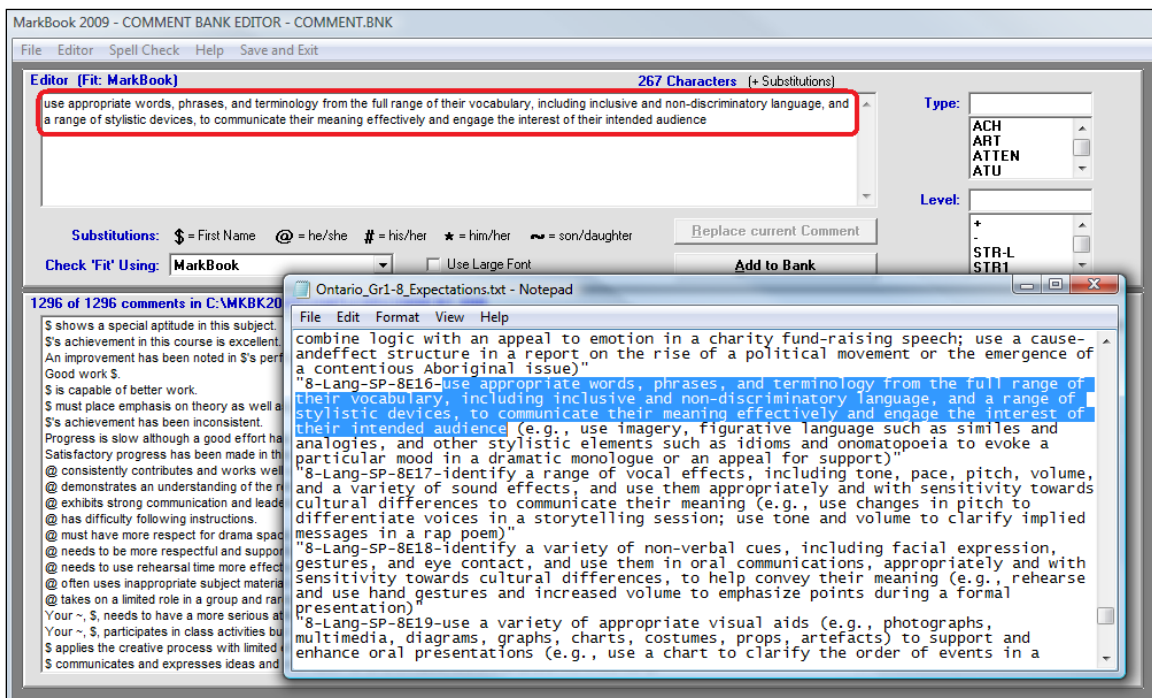 MarkBook 2009 - COMMENT BANK EDITOR - COMMENT.BNK
File Editor Spell Check Help Save and Exit
Editor (Fit: MarkBook)
267 Characters (+ Substitutions)
use appropriate words, phrases, and terminology from the full range of their vocabulary, including inclusive and non-discriminatory language, and
a range of stylistic devices, to communicate their meaning effectively and engage the interest of their intended audience
Type:
ACH
ART
ATTEN
ATU
Level:
+
-
STR-L
STR1
Substitutions: $ = First Name @ = he/she # = his/her * = him/her ~ = son/daughter
Replace current Comment
Check 'Fit' Using: MarkBook
Use Large Font
Add to Bank
1296 of 1296 comments in C:\MKBK20
$ shows a special aptitude in this subject.
$'s achievement in this course is excellent.
An improvement has been noted in $'s perf
Good work $.
$ is capable of better work.
$ must place emphasis on theory as well a
$'s achievement has been inconsistent.
Progress is slow although a good effort ha
Satisfactory progress has been made in th
@ consistently contributes and works well
@ demonstrates an understanding of the r
@ exhibits strong communication and leade
@ has difficulty following instructions.
@ must have more respect for drama spac
@ needs to be more respectful and suppor
@ needs to use rehearsal time more effect
@ often uses inappropriate subject materia
@ takes on a limited role in a group and rar
Your ~, $, needs to have a more serious at
Your ~, $, participates in class activities bu
$ applies the creative process with limited
$ communicates and expresses ideas and
Ontario_Gr1-8_Expectations.txt - Notepad
File Edit Format View Help
combine logic with an appeal to emotion in a charity fund-raising speech; use a cause-
andeffect structure in a report on the rise of a political movement or the emergence of
a contentious Aboriginal issue)"
"8-Lang-SP-8E16-use appropriate words, phrases, and terminology from the full range of
their vocabulary, including inclusive and non-discriminatory language, and a range of
stylistic devices, to communicate their meaning effectively and engage the interest of
their intended audience (e.g., use imagery, figurative language such as similes and
analogies, and other stylistic elements such as idioms and onomatopoeia to evoke a
particular mood in a dramatic monologue or an appeal for support)"
"8-Lang-SP-8E17-identify a range of vocal effects, including tone, pace, pitch, volume,
and a variety of sound effects, and use them appropriately and with sensitivity towards
cultural differences to communicate their meaning (e.g., use changes in pitch to
differentiate voices in a storytelling session; use tone and volume to clarify implied
messages in a rap poem)"
"8-Lang-SP-8E18-identify a variety of non-verbal cues, including facial expression,
gestures, and eye contact, and use them in oral communications, appropriately and with
sensitivity towards cultural differences, to help convey their meaning (e.g., rehearse
and use hand gestures and increased volume to emphasize points during a formal
presentation)"
"8-Lang-SP-8E19-use a variety of appropriate visual aids (e.g., photographs,
multimedia, diagrams, graphs, charts, costumes, props, artefacts) to support and
enhance oral presentations (e.g., use a chart to clarify the order of events in a